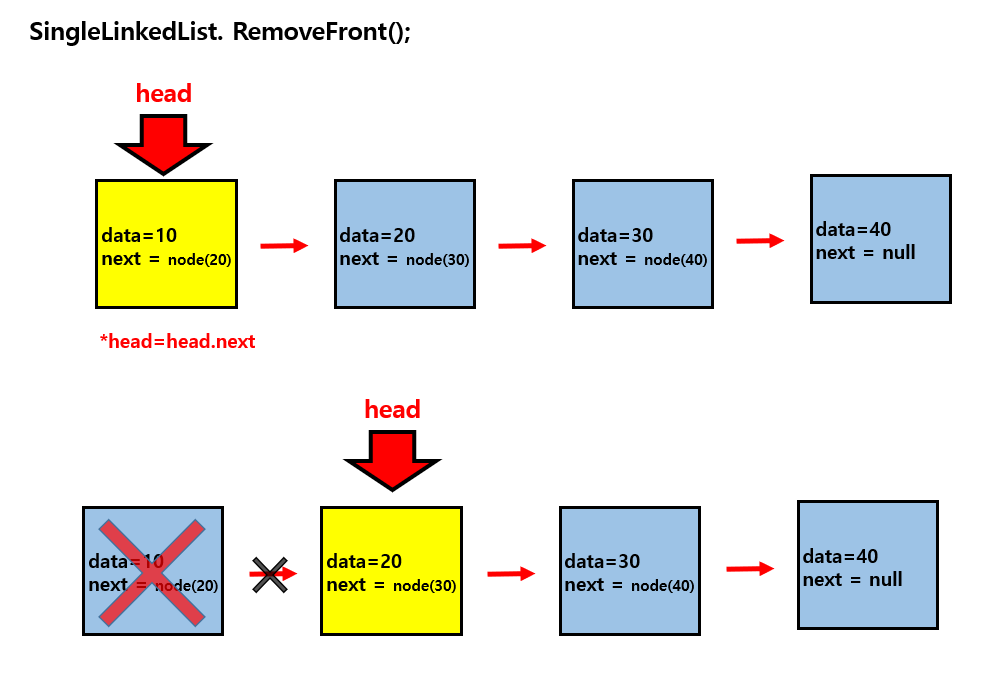 SingleLinkedList. RemoveFront();
head
data=10
next = node(20)
data=20
next = node(30)
data=30
next = node(40)
data=40
next = null
*head=head.next
head
data=10
next = node(20)
data=20
next = node(30)
data=30
next = node(40)
data=40
next = null